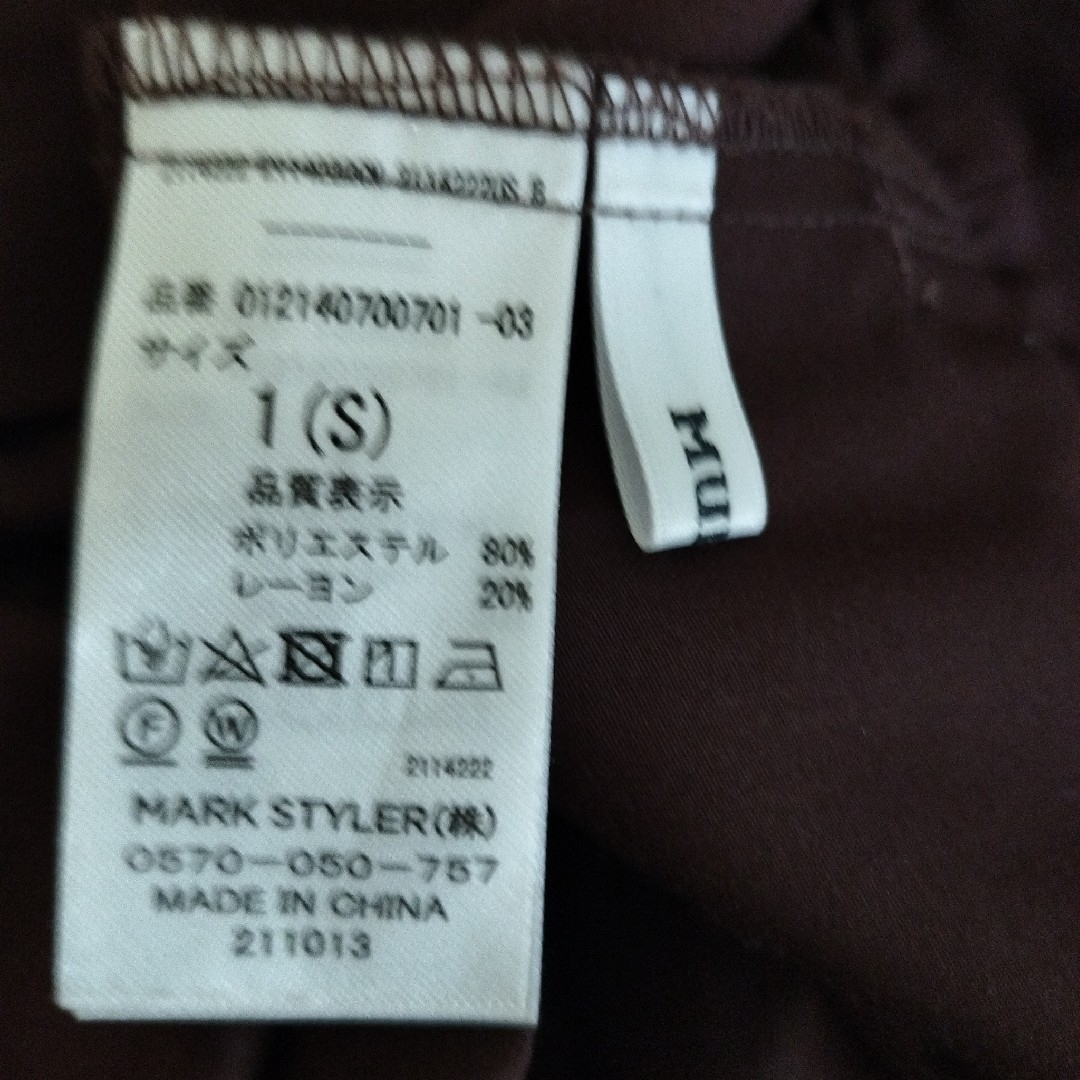 品番 012140700701 -03
サイズ
1 (S)
品質表示
ポリエステル 80%
レーヨン 20%
F W
2114222
MARK STYLER(株)
0570-050-757
MADE IN CHINA
211013